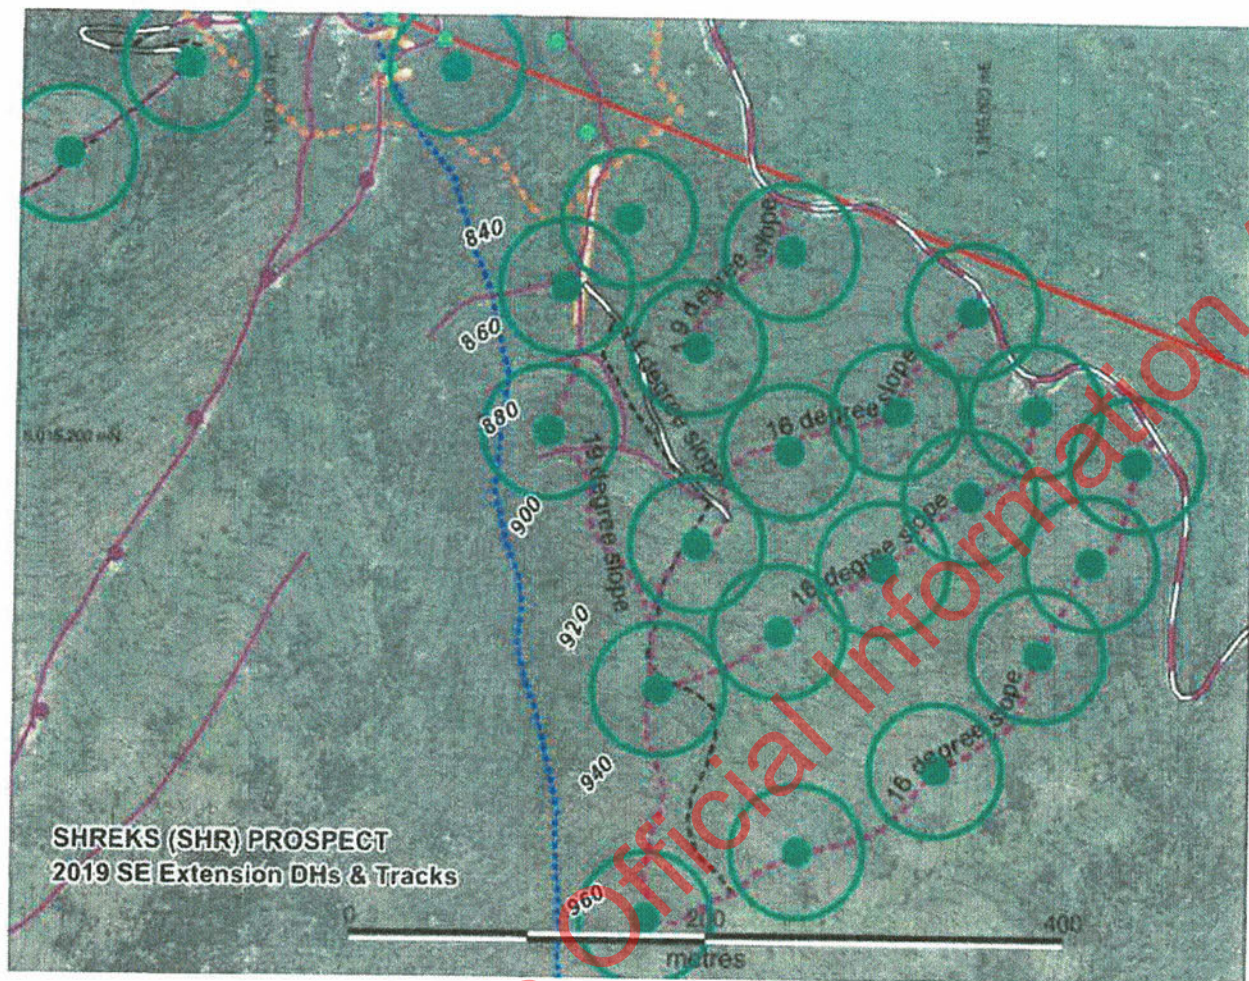 840
860
880
900
920
940
960
19 degree slope
degree slope
19 degree slope
16 degree slope
16 degree slope
16 degree slope
SHREKS (SHR) PROSPECT
2019 SE Extension DHs & Tracks
0 200 400
metres
Official Information